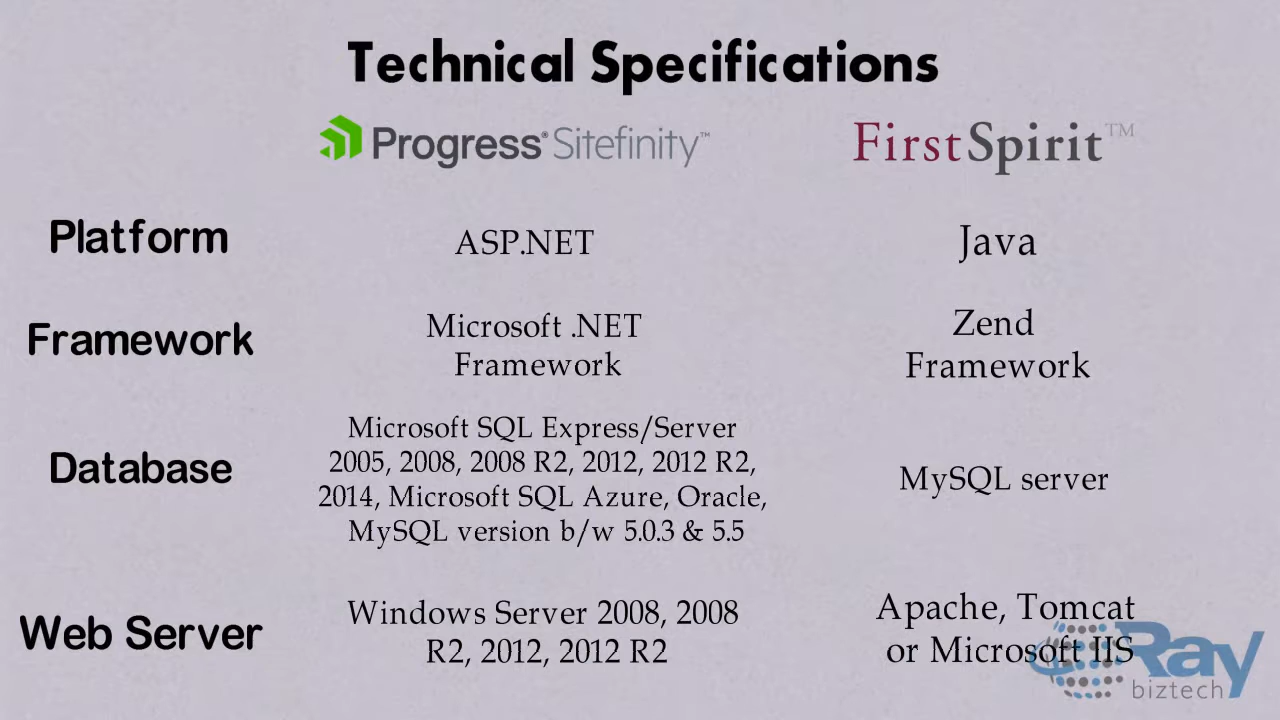 Technical Specifications
Progress® Sitefinity™
FirstSpirit™
Platform
ASP.NET
Java
Framework
Microsoft .NET
Framework
Zend
Framework
Database
Microsoft SQL Express/Server
2005, 2008, 2008 R2, 2012, 2012 R2,
2014, Microsoft SQL Azure, Oracle,
MySQL version b/w 5.0.3 & 5.5
MySQL server
Web Server
Windows Server 2008, 2008
R2, 2012, 2012 R2
Apache, Tomcat
or Microsoft IIS
Ray
biztech